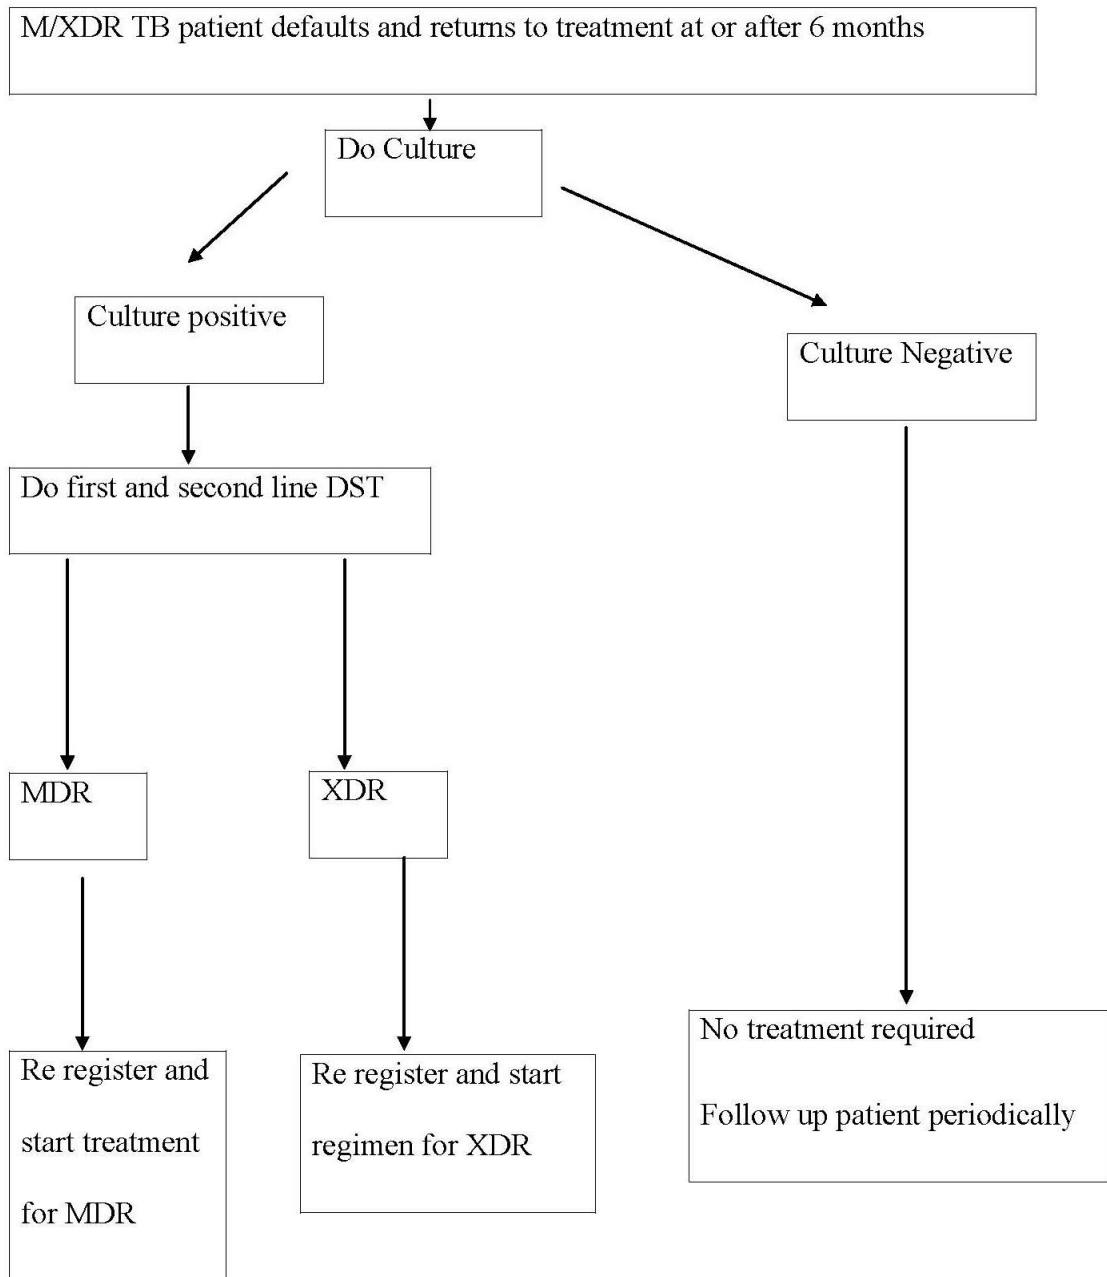 M/XDR TB patient defaults and returns to treatment at or after 6 months
Do Culture
Culture positive
Culture Negative
Do first and second line DST
MDR
XDR
Re register and
start treatment
for MDR
Re register and start
regimen for XDR
No treatment required
Follow up patient periodically